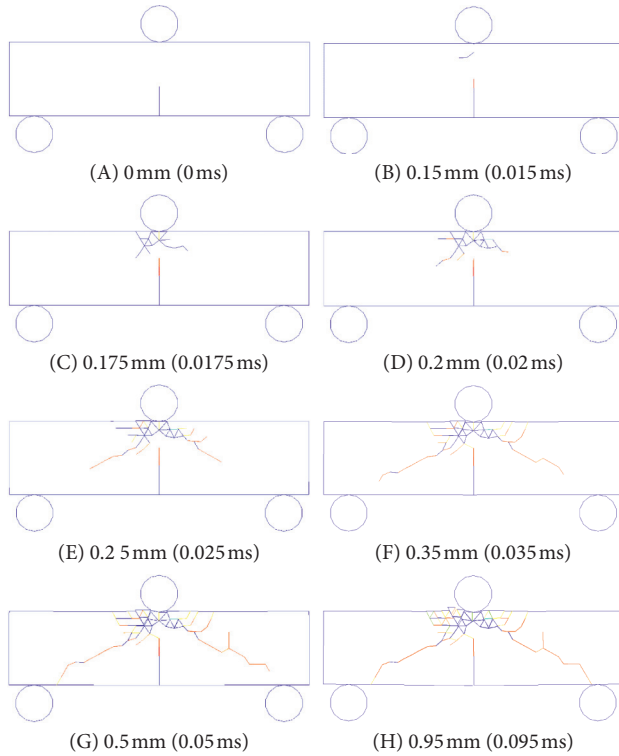 (A) 0 mm (0 ms)
(B) 0.15 mm (0.015 ms)
(C) 0.175 mm (0.0175 ms)
(D) 0.2 mm (0.02 ms)
(E) 0.2 5 mm (0.025 ms)
(F) 0.35 mm (0.035 ms)
(G) 0.5 mm (0.05 ms)
(H) 0.95 mm (0.095 ms)